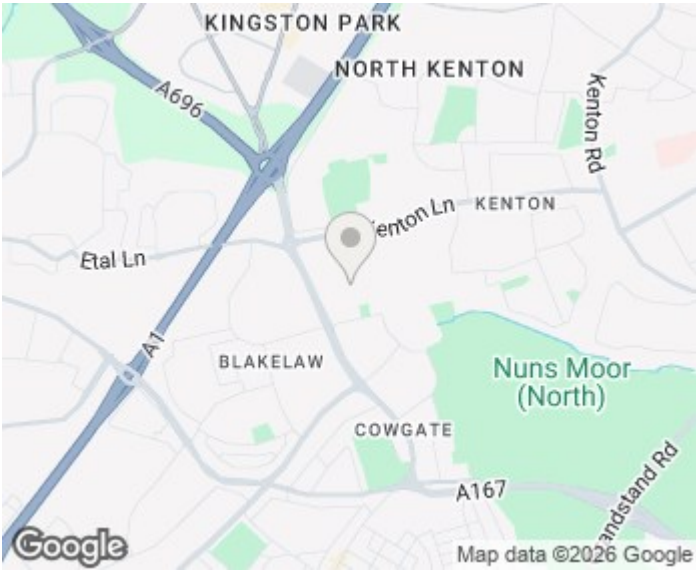 KINGSTON PARK
NORTH KENTON
A696
Kenton Rd
Kenton Ln
KENTON
Etal Ln
A1
BLAKELAW
Nuns Moor
(North)
COWGATE
A167
andstand Rd
Google
Map data ©2026 Google